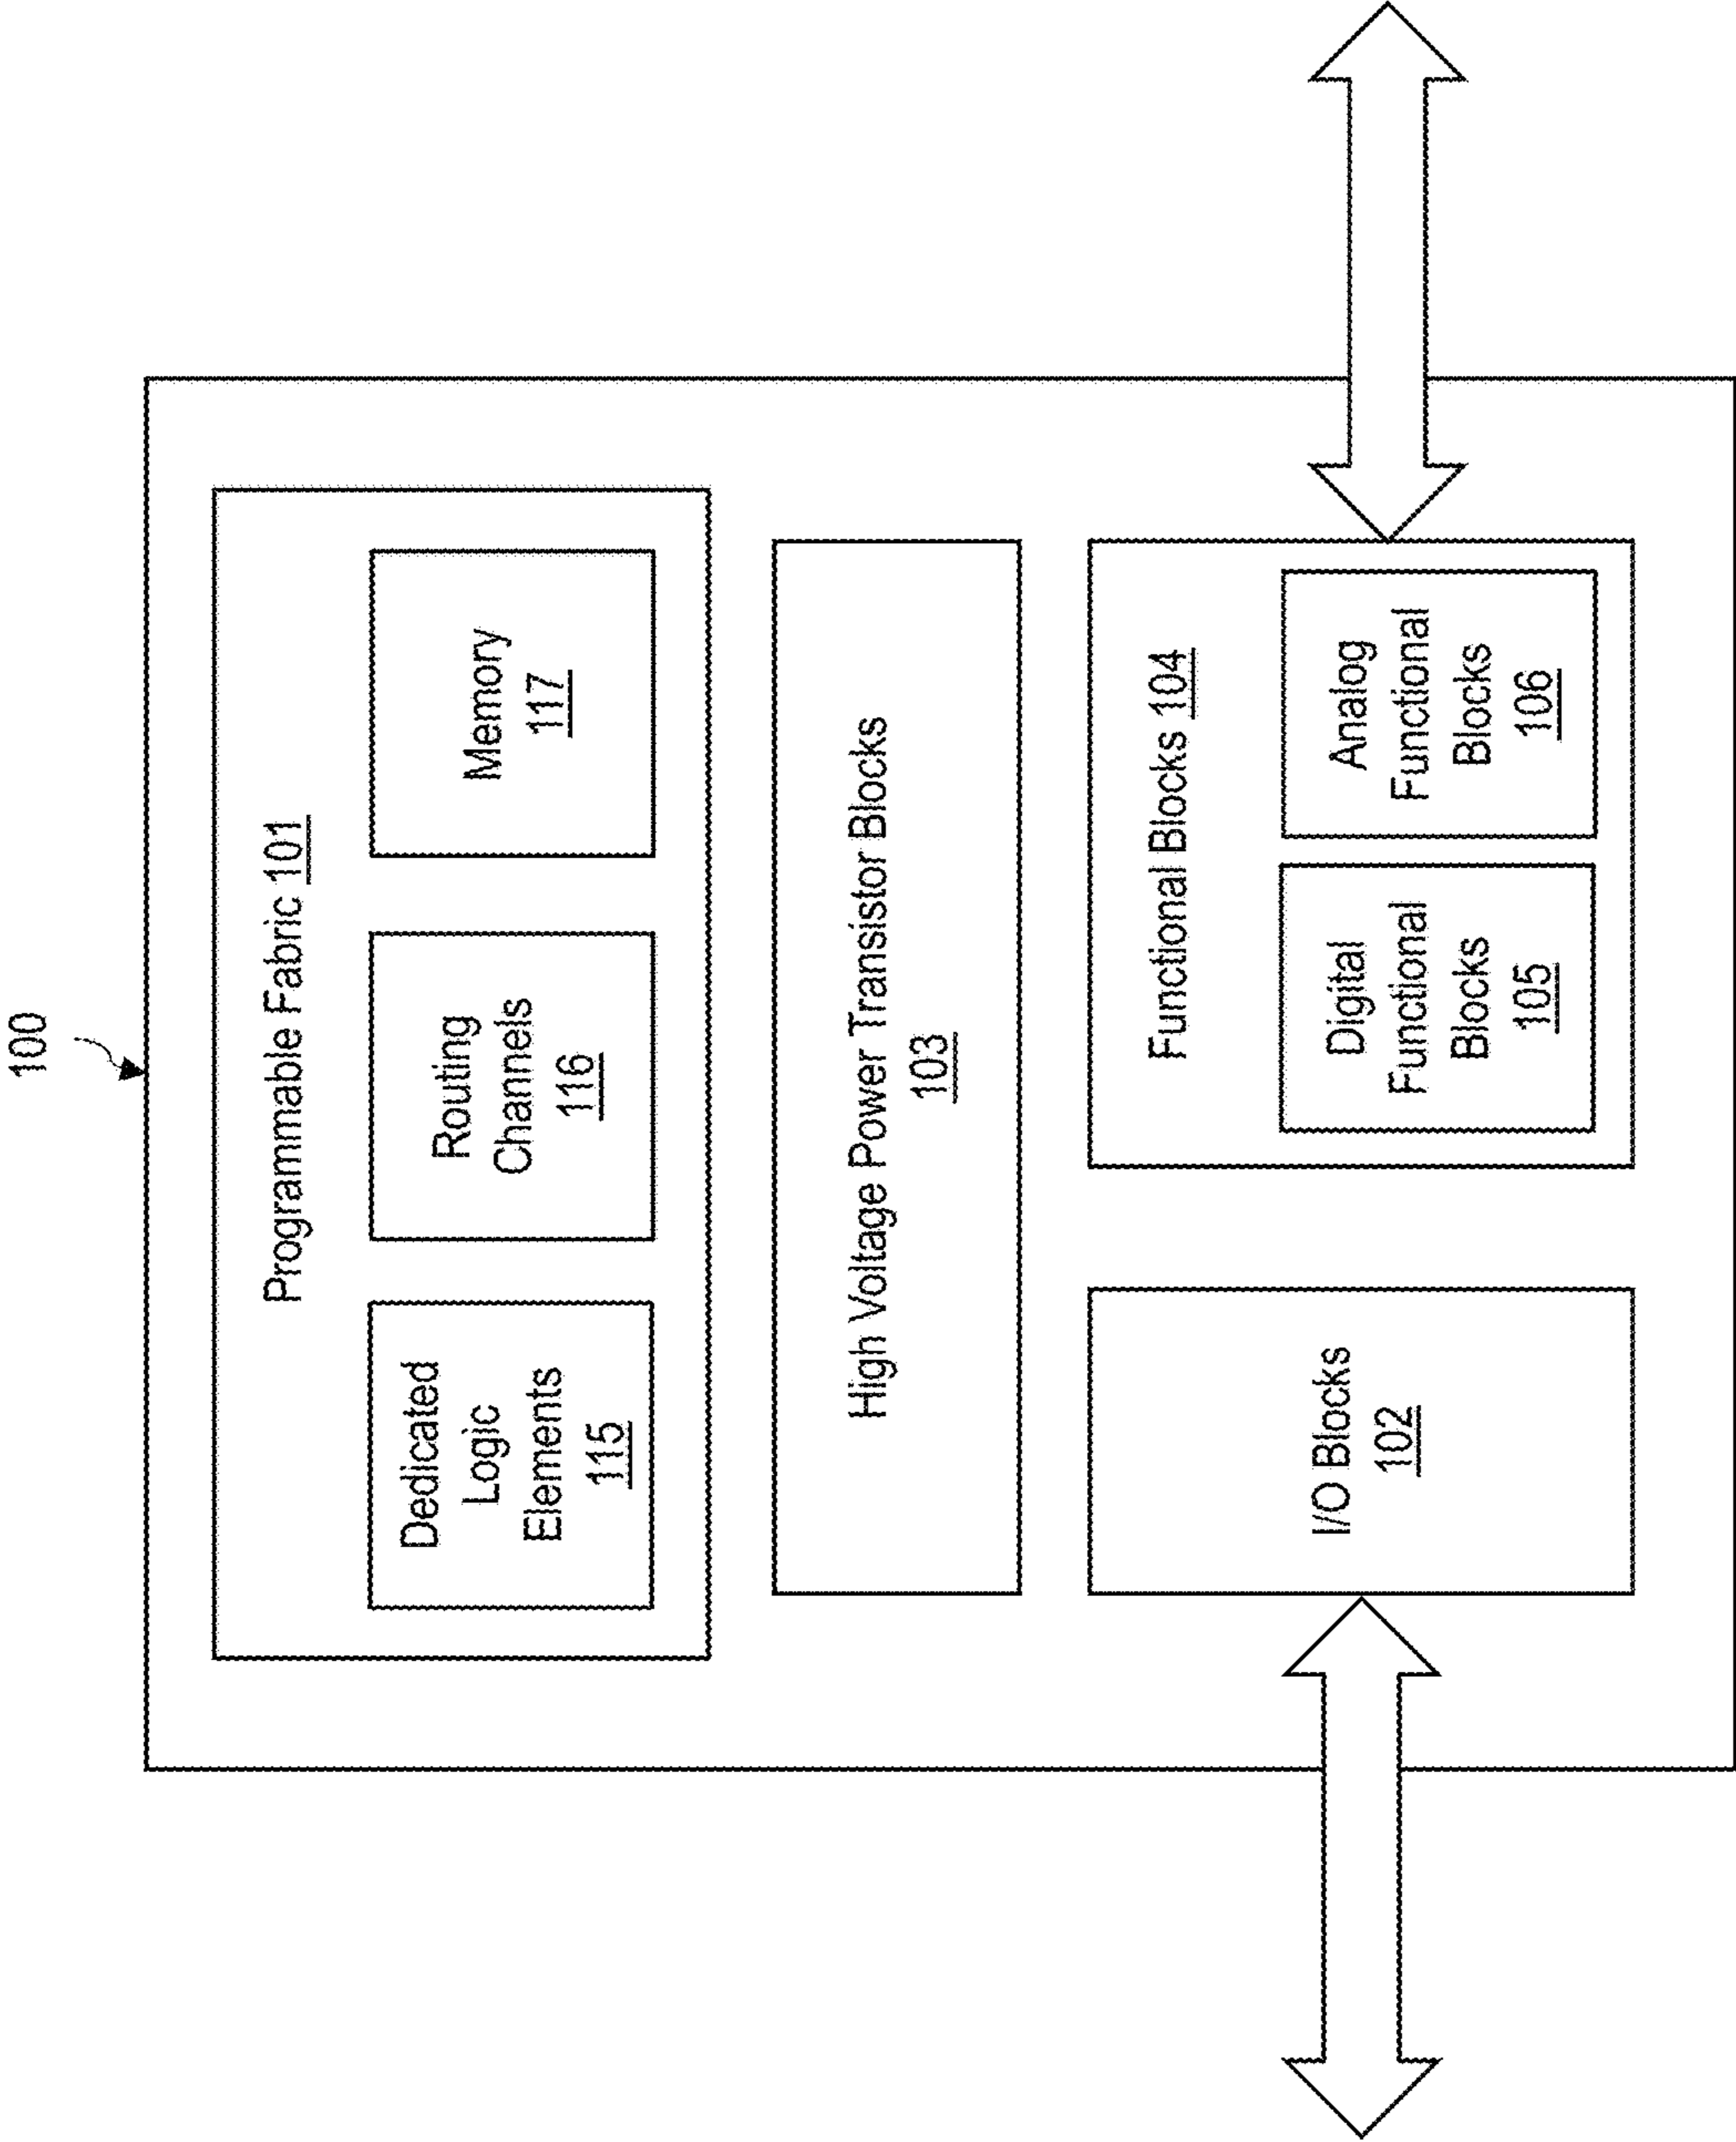 100
Programmable Fabric 101
Dedicated
Logic
Elements
115
Routing
Channels
116
Memory
117
High Voltage Power Transistor Blocks
103
I/O Blocks
102
Functional Blocks 104
Digital
Functional
Blocks
105
Analog
Functional
Blocks
106